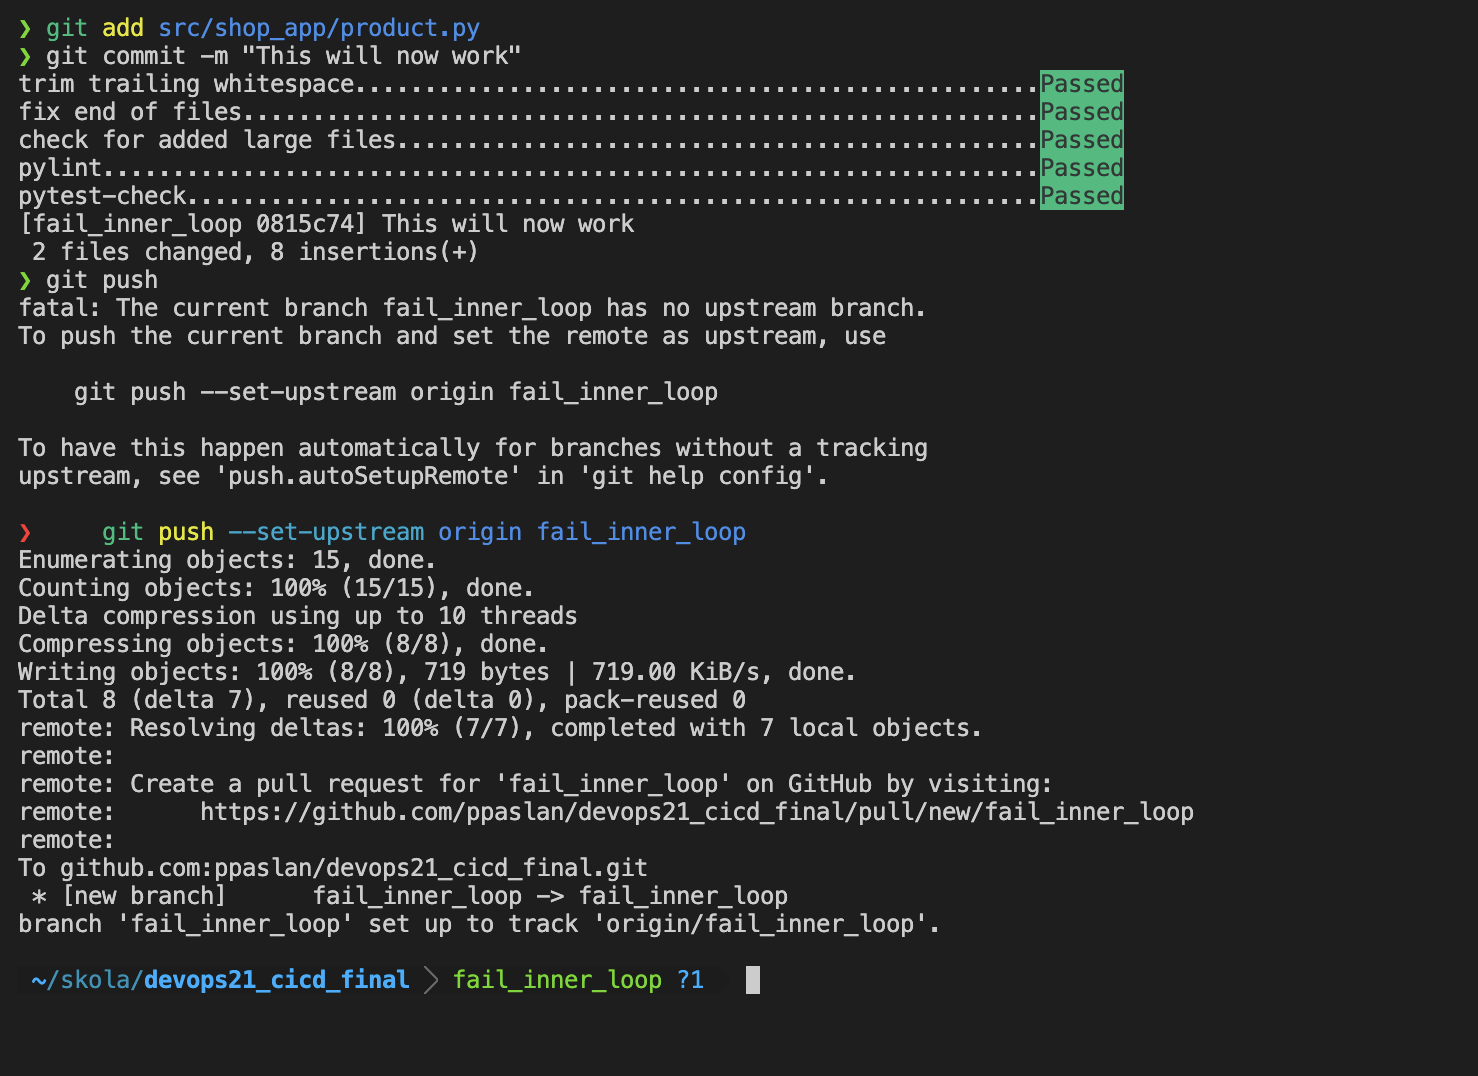 ❯ git add src/shop_app/product.py
❯ git commit -m "This will now work"
trim trailing whitespace.................................................Passed
fix end of files.........................................................Passed
check for added large files..............................................Passed
pylint...................................................................Passed
pytest-check.............................................................Passed
[fail_inner_loop 0815c74] This will now work
 2 files changed, 8 insertions(+)
❯ git push
fatal: The current branch fail_inner_loop has no upstream branch.
To push the current branch and set the remote as upstream, use

    git push --set-upstream origin fail_inner_loop

To have this happen automatically for branches without a tracking
upstream, see 'push.autoSetupRemote' in 'git help config'.

❯     git push --set-upstream origin fail_inner_loop
Enumerating objects: 15, done.
Counting objects: 100% (15/15), done.
Delta compression using up to 10 threads
Compressing objects: 100% (8/8), done.
Writing objects: 100% (8/8), 719 bytes | 719.00 KiB/s, done.
Total 8 (delta 7), reused 0 (delta 0), pack-reused 0
remote: Resolving deltas: 100% (7/7), completed with 7 local objects.
remote:
remote: Create a pull request for 'fail_inner_loop' on GitHub by visiting:
remote:      https://github.com/ppaslan/devops21_cicd_final/pull/new/fail_inner_loop
remote:
To github.com:ppaslan/devops21_cicd_final.git
 * [new branch]      fail_inner_loop -> fail_inner_loop
branch 'fail_inner_loop' set up to track 'origin/fail_inner_loop'.

~/skola/devops21_cicd_final  fail_inner_loop ?1